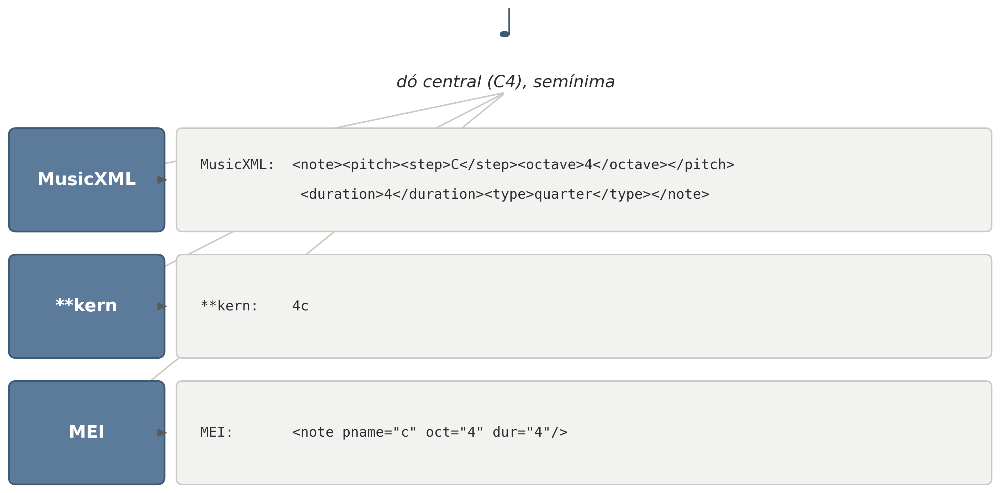 ♩
dó central (C4), semínima
MusicXML
MusicXML:  <note><pitch><step>C</step><octave>4</octave></pitch>
<duration>4</duration><type>quarter</type></note>
**kern
**kern:    4c
MEI
MEI:       <note pname="c" oct="4" dur="4"/>